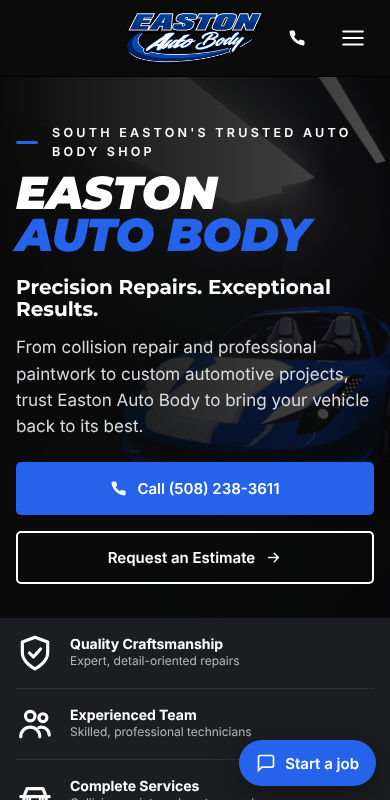 EASTON
Auto Body
SOUTH EASTON'S TRUSTED AUTO
BODY SHOP
EASTON
AUTO BODY
Precision Repairs. Exceptional
Results.
From collision repair and professional
paintwork to custom automotive projects,
trust Easton Auto Body to bring your vehicle
back to its best.
Call (508) 238-3611
Request an Estimate →
Quality Craftsmanship
Expert, detail-oriented repairs
Experienced Team
Skilled, professional technicians
Complete Services
Start a job